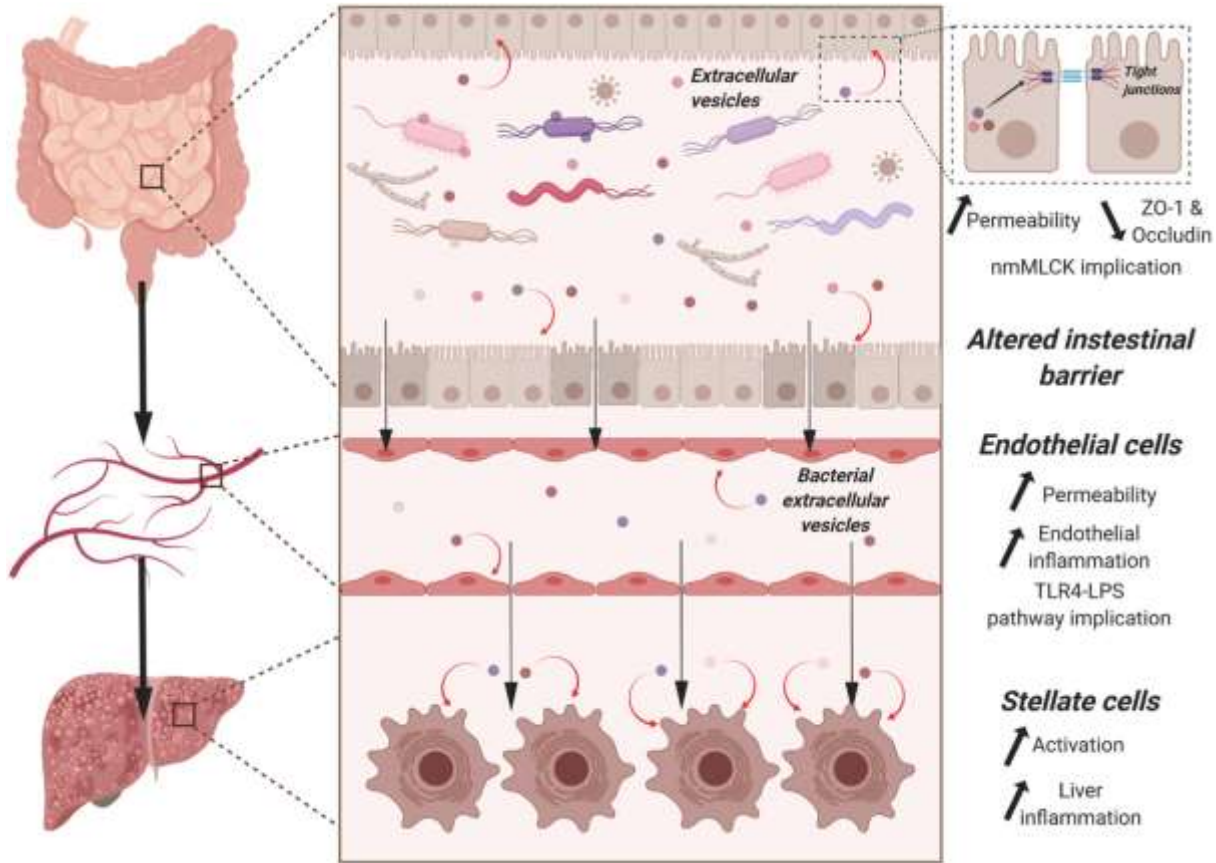 Extracellular
vesicles
Tight
junctions
Permeability
ZO-1 &
Occludin
nmMLCK implication
Altered instestinal
barrier
Endothelial cells
Permeability
Bacterial
extracellular
vesicles
Endothelial
inflammation
TLR4-LPS
pathway implication
Stellate cells
Activation
Liver
inflammation